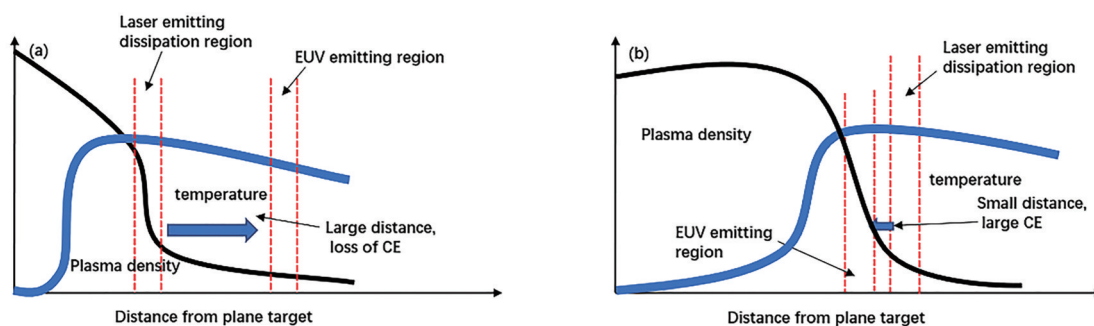 (a)
Laser emitting
dissipation region
EUV emitting region
temperature
Large distance,
loss of CE
Plasma density
Distance from plane target
(b)
Laser emitting
dissipation region
Plasma density
temperature
Small distance,
large CE
EUV emitting
region
Distance from plane target